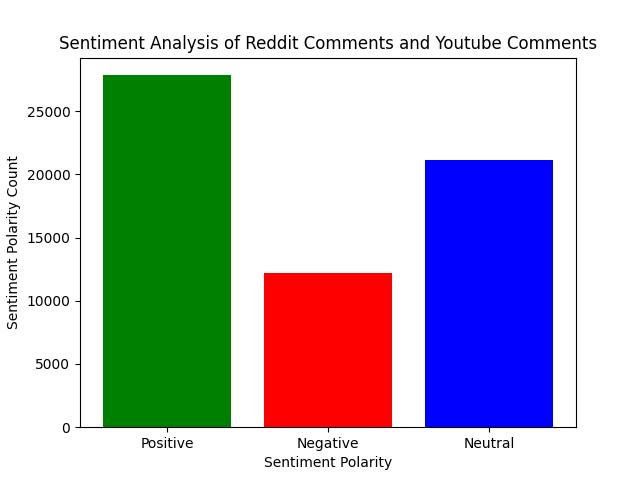 Sentiment Analysis of Reddit Comments and Youtube Comments
Sentiment Polarity Count
25000
20000
15000
10000
5000
0
Positive
Negative
Neutral
Sentiment Polarity